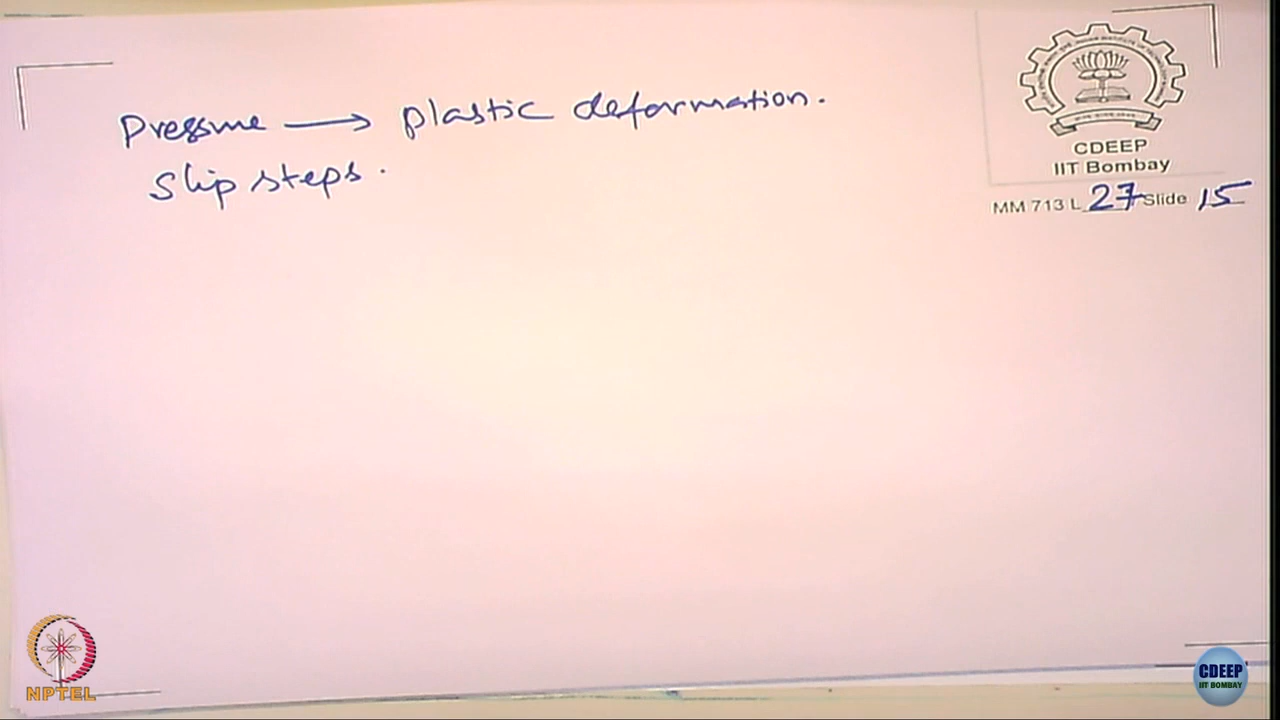 Pressure → plastic deformation.
Slip steps.
CDEEP
IIT Bombay
MM 713 L 27 Slide 15
NPTEL
CDEEP
IIT BOMBAY